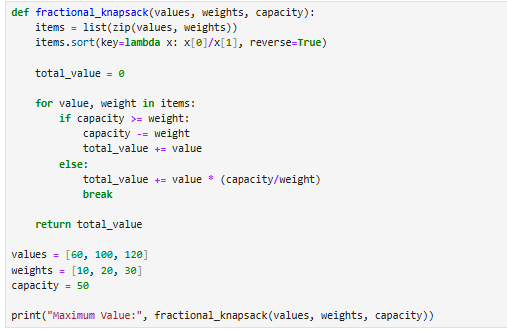 def fractional_knapsack(values, weights, capacity):
    items = list(zip(values, weights))
    items.sort(key=lambda x: x[0]/x[1], reverse=True)

    total_value = 0

    for value, weight in items:
        if capacity >= weight:
            capacity -= weight
            total_value += value
        else:
            total_value += value * (capacity/weight)
            break

    return total_value

values = [60, 100, 120]
weights = [10, 20, 30]
capacity = 50

print("Maximum Value:", fractional_knapsack(values, weights, capacity))